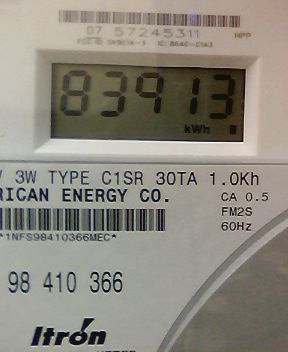 07 57245311
83913
kWh
3W TYPE C1SR 30TA 1.0Kh
RICAN ENERGY CO.
CA 0.5
FM2S
60Hz
*1NFS98410366MEC*
98 410 366
Itrón